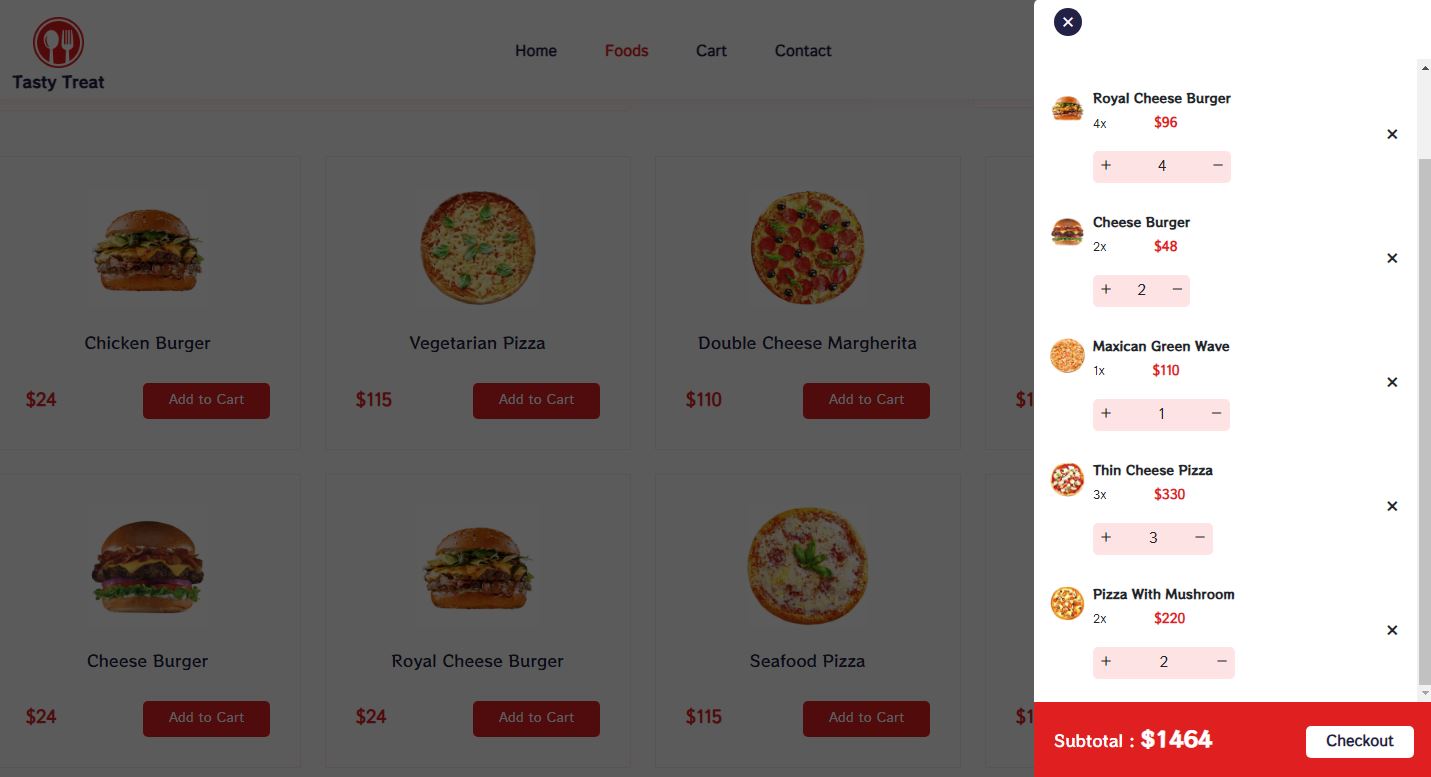 Tasty Treat
Home Foods Cart Contact
Chicken Burger
$24 Add to Cart
Vegetarian Pizza
$115 Add to Cart
Double Cheese Margherita
$110 Add to Cart
$1
Cheese Burger
$24 Add to Cart
Royal Cheese Burger
$24 Add to Cart
Seafood Pizza
$115 Add to Cart
$1
Royal Cheese Burger
4x $96
+ 4 −
Cheese Burger
2x $48
+ 2 −
Maxican Green Wave
1x $110
+ 1 −
Thin Cheese Pizza
3x $330
+ 3 −
Pizza With Mushroom
2x $220
+ 2 −
Subtotal : $1464 Checkout